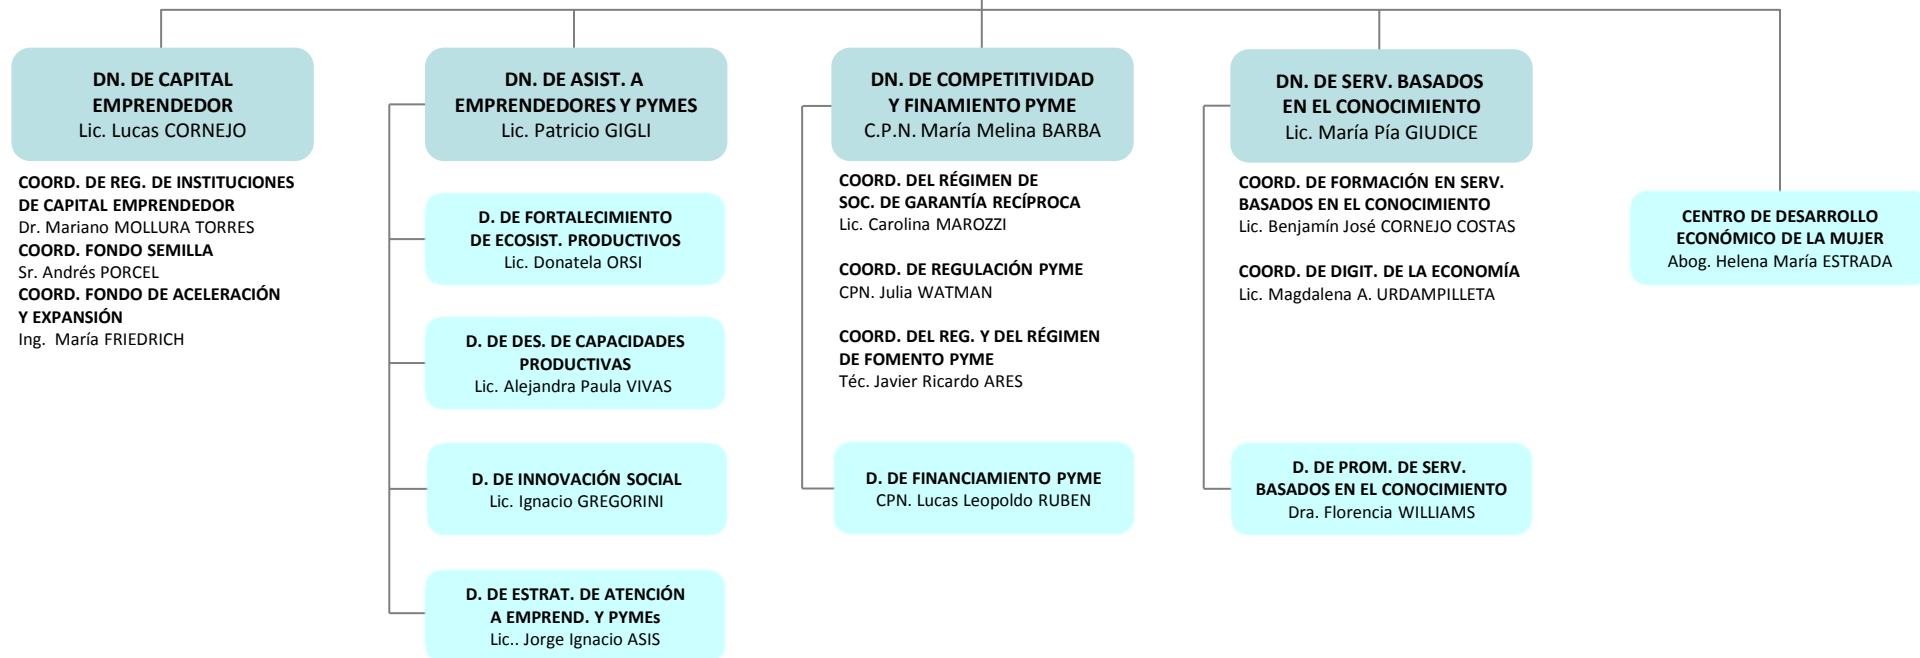 DN. DE CAPITAL
EMPRENDEDOR
Lic. Lucas CORNEJO
COORD. DE REG. DE INSTITUCIONES
DE CAPITAL EMPRENDEDOR
Dr. Mariano MOLLURA TORRES
COORD. FONDO SEMILLA
Sr. Andrés PORCEL
COORD. FONDO DE ACELERACIÓN
Y EXPANSIÓN
Ing. María FRIEDRICH
DN. DE ASIST. A
EMPRENDEDORES Y PYMES
Lic. Patricio GIGLI
D. DE FORTALECIMIENTO
DE ECOSIST. PRODUCTIVOS
Lic. Donatela ORSI
D. DE DES. DE CAPACIDADES
PRODUCTIVAS
Lic. Alejandra Paula VIVAS
D. DE INNOVACIÓN SOCIAL
Lic. Ignacio GREGORINI
D. DE ESTRAT. DE ATENCIÓN
A EMPREND. Y PYMEs
Lic.. Jorge Ignacio ASIS
DN. DE COMPETITIVIDAD
Y FINAMIENTO PYME
C.P.N. María Melina BARBA
COORD. DEL RÉGIMEN DE
SOC. DE GARANTÍA RECÍPROCA
Lic. Carolina MAROZZI
COORD. DE REGULACIÓN PYME
CPN. Julia WATMAN
COORD. DEL REG. Y DEL RÉGIMEN
DE FOMENTO PYME
Téc. Javier Ricardo ARES
D. DE FINANCIAMIENTO PYME
CPN. Lucas Leopoldo RUBEN
DN. DE SERV. BASADOS
EN EL CONOCIMIENTO
Lic. María Pía GIUDICE
COORD. DE FORMACIÓN EN SERV.
BASADOS EN EL CONOCIMIENTO
Lic. Benjamín José CORNEJO COSTAS
COORD. DE DIGIT. DE LA ECONOMÍA
Lic. Magdalena A. URDAMPILLETA
D. DE PROM. DE SERV.
BASADOS EN EL CONOCIMIENTO
Dra. Florencia WILLIAMS
CENTRO DE DESARROLLO
ECONÓMICO DE LA MUJER
Abog. Helena María ESTRADA